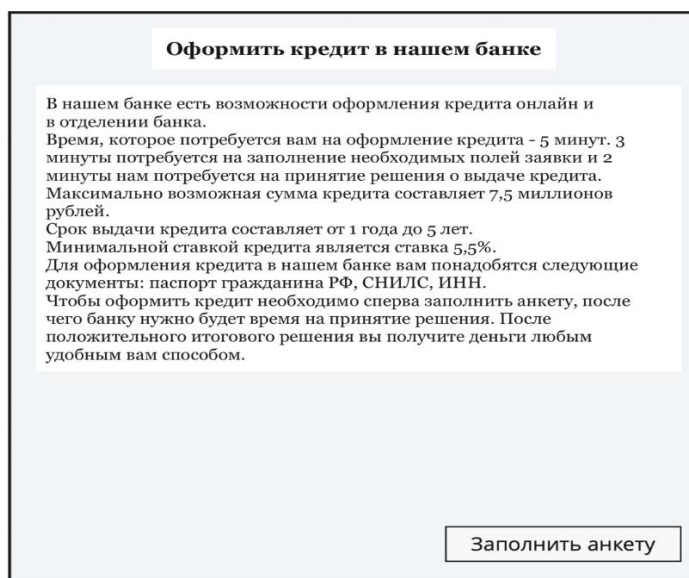 Оформить кредит в нашем банке
В нашем банке есть возможности оформления кредита онлайн и
в отделении банка.
Время, которое потребуется вам на оформление кредита - 5 минут. 3
минуты потребуется на заполнение необходимых полей заявки и 2
минуты нам потребуется на принятие решения о выдаче кредита.
Максимально возможная сумма кредита составляет 7,5 миллионов
рублей.
Срок выдачи кредита составляет от 1 года до 5 лет.
Минимальной ставкой кредита является ставка 5,5%.
Для оформления кредита в нашем банке вам понадобятся следующие
документы: паспорт гражданина РФ, СНИЛС, ИНН.
Чтобы оформить кредит необходимо сперва заполнить анкету, после
чего банку нужно будет время на принятие решения. После
положительного итогового решения вы получите деньги любым
удобным вам способом.
Заполнить анкету